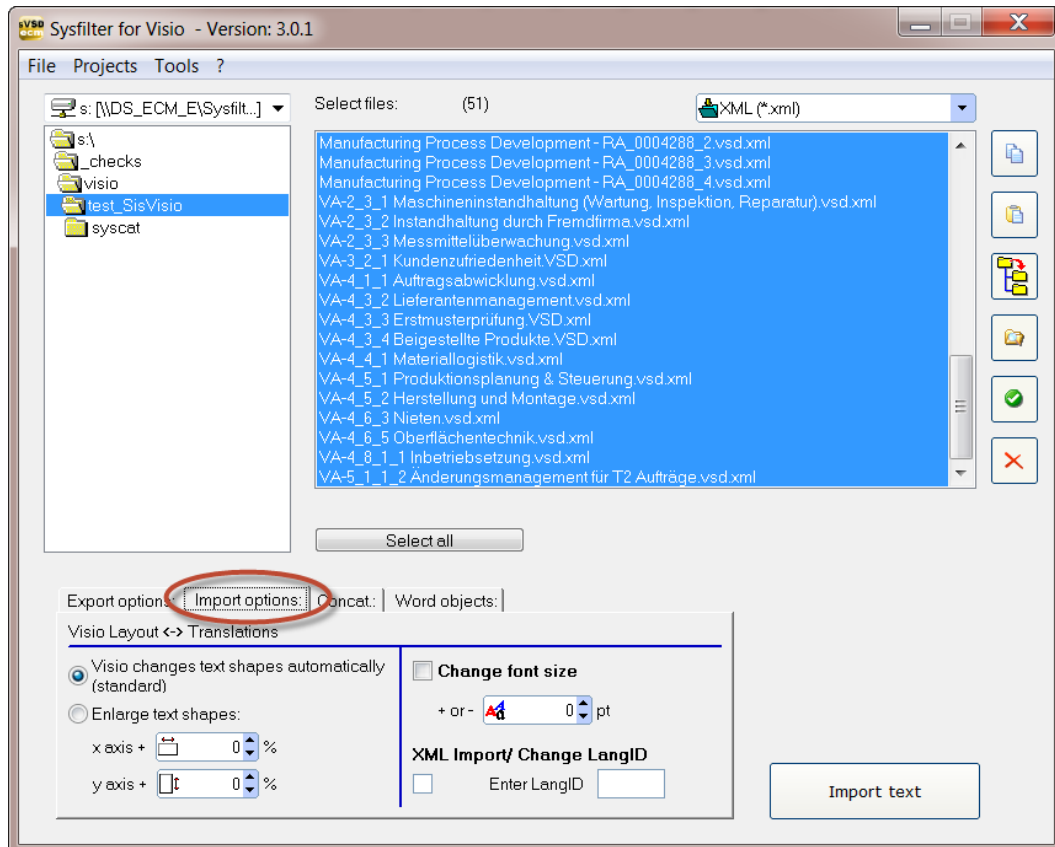 sVSD
ecm
Sysfilter for Visio - Version: 3.0.1
File Projects Tools ?
s: [\\DS_ECM_E\Sysfilt...]
Select files: (51)
XML (*.xml)
s:\
_checks
visio
test_SisVisio
syscat
Manufacturing Process Development - RA_0004288_2.vsd.xml
Manufacturing Process Development - RA_0004288_3.vsd.xml
Manufacturing Process Development - RA_0004288_4.vsd.xml
VA-2_3_1 Maschineninstandhaltung (Wartung, Inspektion, Reparatur).vsd.xml
VA-2_3_2 Instandhaltung durch Fremdfirma.vsd.xml
VA-2_3_3 Messmittelüberwachung.vsd.xml
VA-3_2_1 Kundenzufriedenheit.VSD.xml
VA-4_1_1 Auftragsabwicklung.vsd.xml
VA-4_3_2 Lieferantenmanagement.vsd.xml
VA-4_3_3 Erstmusterprüfung.VSD.xml
VA-4_3_4 Beigestellte Produkte.VSD.xml
VA-4_4_1 Materiallogistik.vsd.xml
VA-4_5_1 Produktionsplanung & Steuerung.vsd.xml
VA-4_5_2 Herstellung und Montage.vsd.xml
VA-4_6_3 Nieten.vsd.xml
VA-4_6_5 Oberflächentechnik.vsd.xml
VA-4_8_1_1 Inbetriebsetzung.vsd.xml
VA-5_1_1_2 Änderungsmanagement für T2 Aufträge.vsd.xml
Select all
Export options: Import options: Concat.: Word objects:
Visio Layout <-> Translations
Visio changes text shapes automatically
(standard)
Enlarge text shapes:
x axis + 0 %
y axis + 0 %
Change font size
+ or - 0 pt
XML Import/ Change LangID
Enter LangID
Import text